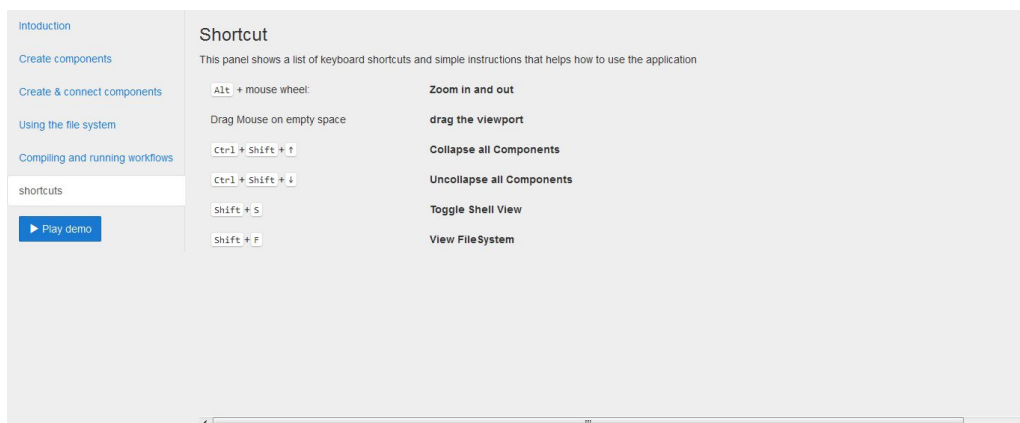 Intoduction
Create components
Create & connect components
Using the file system
Compiling and running workflows
shortcuts
Play demo
Shortcut
This panel shows a list of keyboard shortcuts and simple instructions that helps how to use the application
Alt + mouse wheel: Zoom in and out
Drag Mouse on empty space drag the viewport
Ctrl + Shift + ↑ Collapse all Components
Ctrl + Shift + ↓ Uncollapse all Components
Shift + S Toggle Shell View
Shift + F View FileSystem